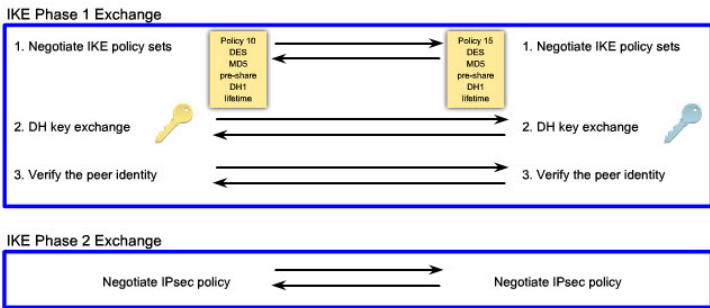 IKE Phase 1 Exchange
1. Negotiate IKE policy sets
Policy 10
DES
MD5
pre-share
DH1
lifetime
Policy 15
DES
MD5
pre-share
DH1
lifetime
1. Negotiate IKE policy sets
2. DH key exchange
2. DH key exchange
3. Verify the peer identity
3. Verify the peer identity
IKE Phase 2 Exchange
Negotiate IPsec policy
Negotiate IPsec policy